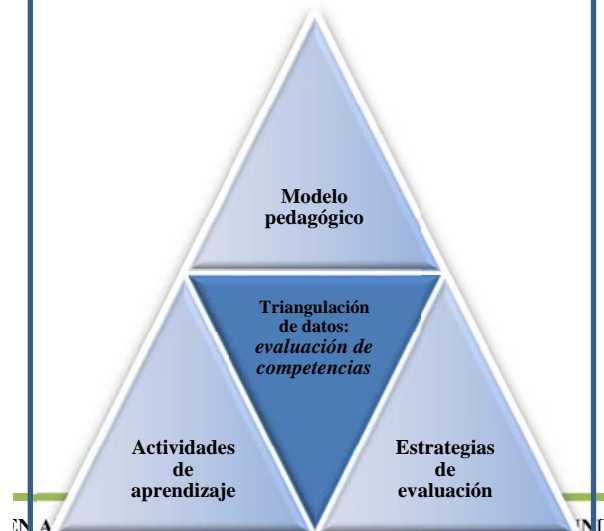 Modelo
pedagógico
Triangulación
de datos:
evaluación de
competencias
Actividades
de
aprendizaje
Estrategias
de
evaluación